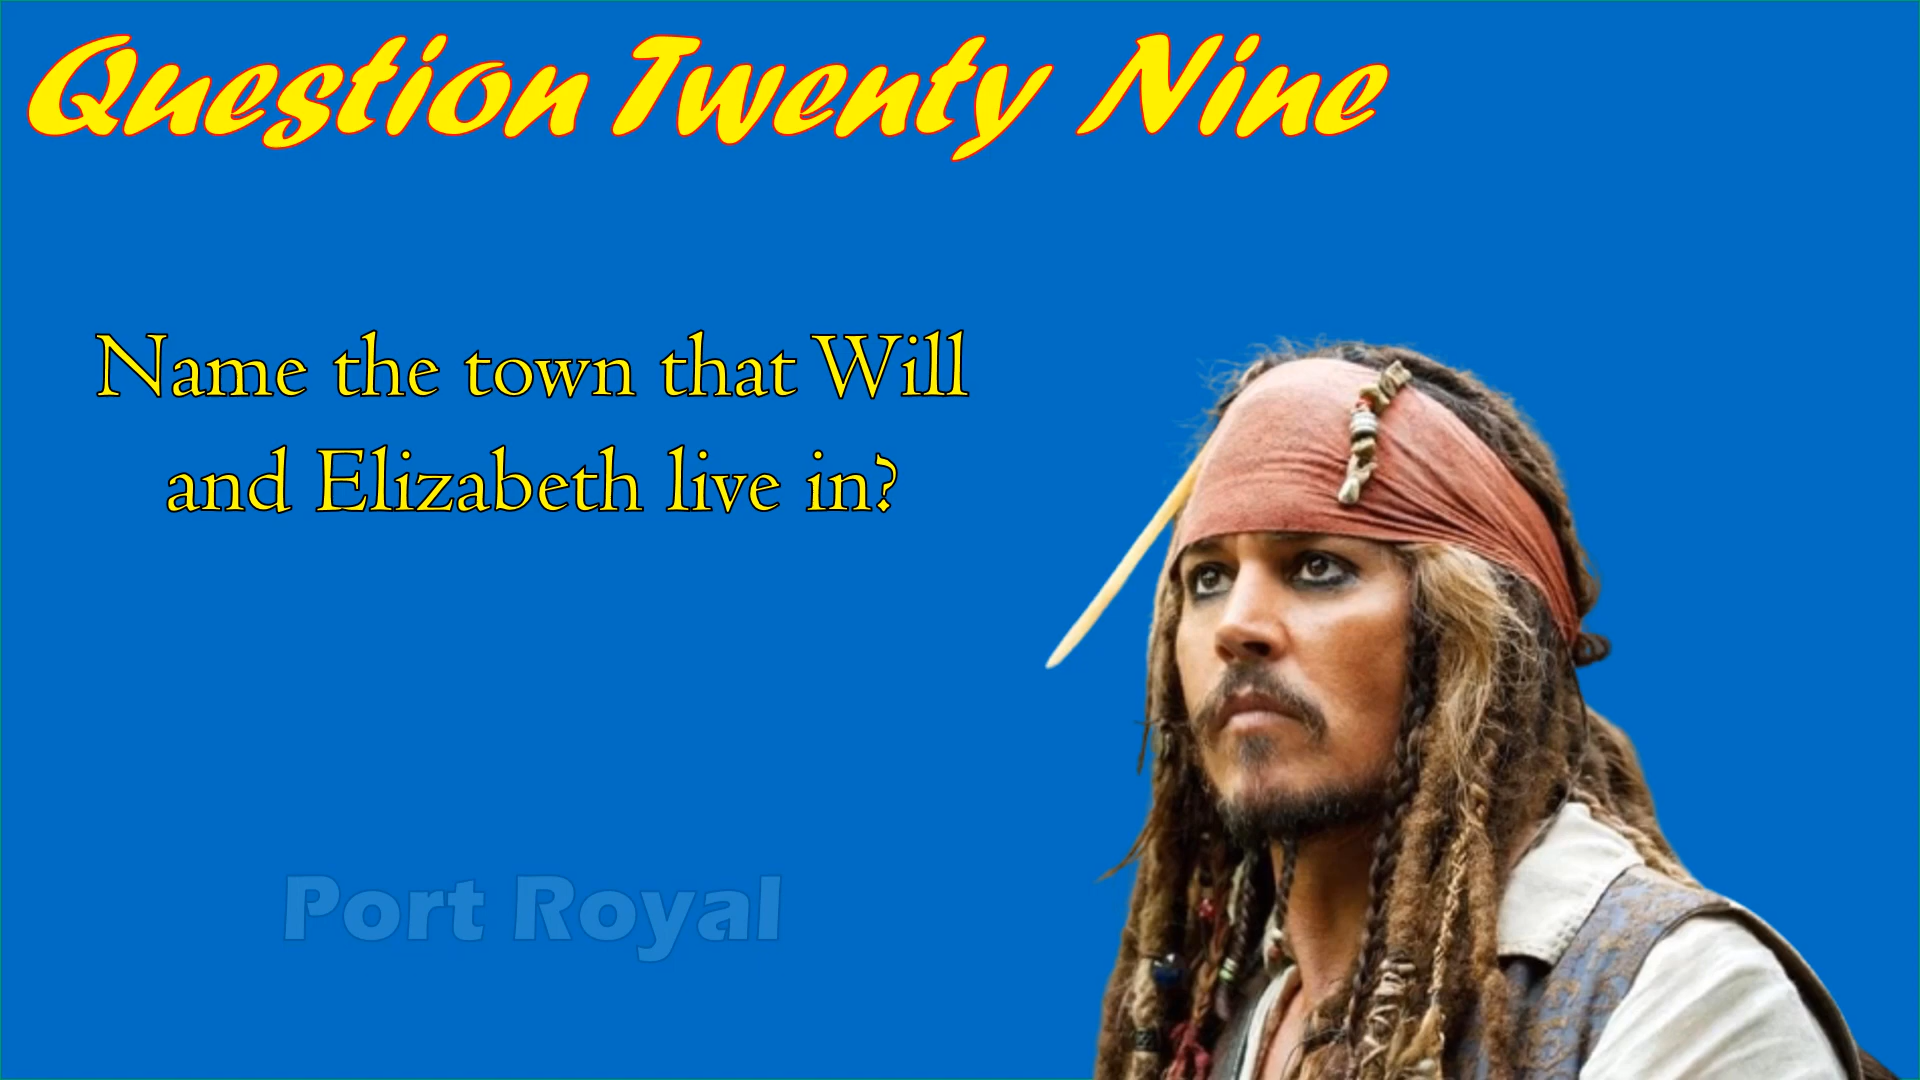 Question Twenty Nine
Name the town that Will
and Elizabeth live in?
Port Royal